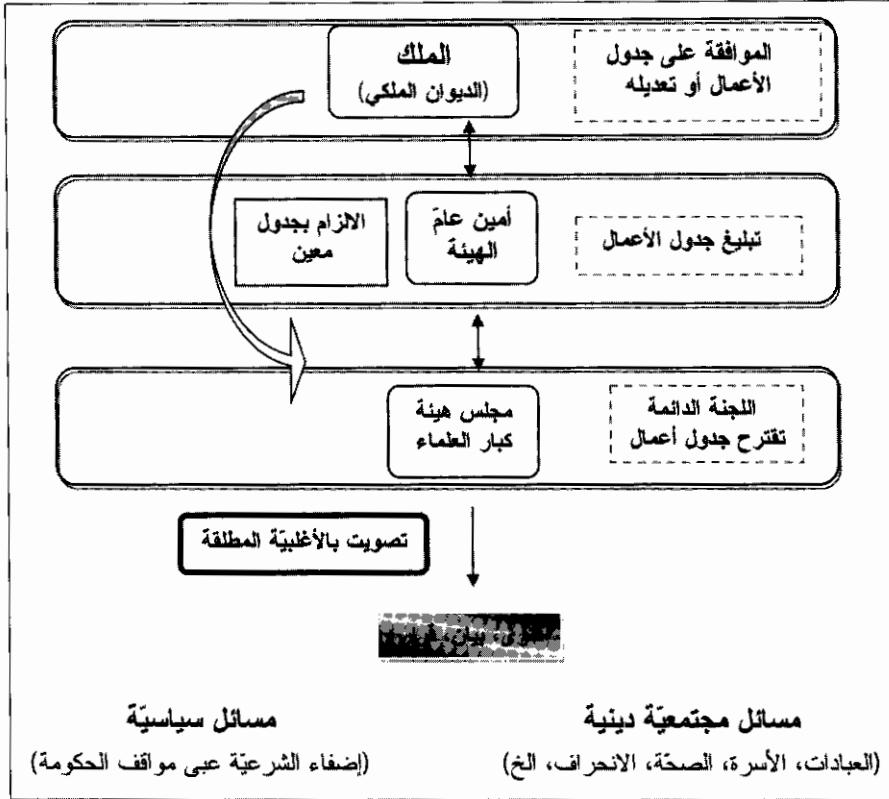 الموافقة على جدول
الأعمال أو تعديله
الملك
(الديوان الملكي)
تبليغ جدول الأعمال
أمين عامّ
الهيئة
الالزام بجدول
معين
اللجنة الدائمة
تقترح جدول أعمال
مجلس هيئة
كبار العلماء
تصويت بالأغلبيّة المطلقة
بيان،
مسائل مجتمعيّة دينية
(العبادات، الأسرة، الصحّة، الانحراف، الخ)
مسائل سياسيّة
(إضفاء الشرعيّة عبى مواقف الحكومة)